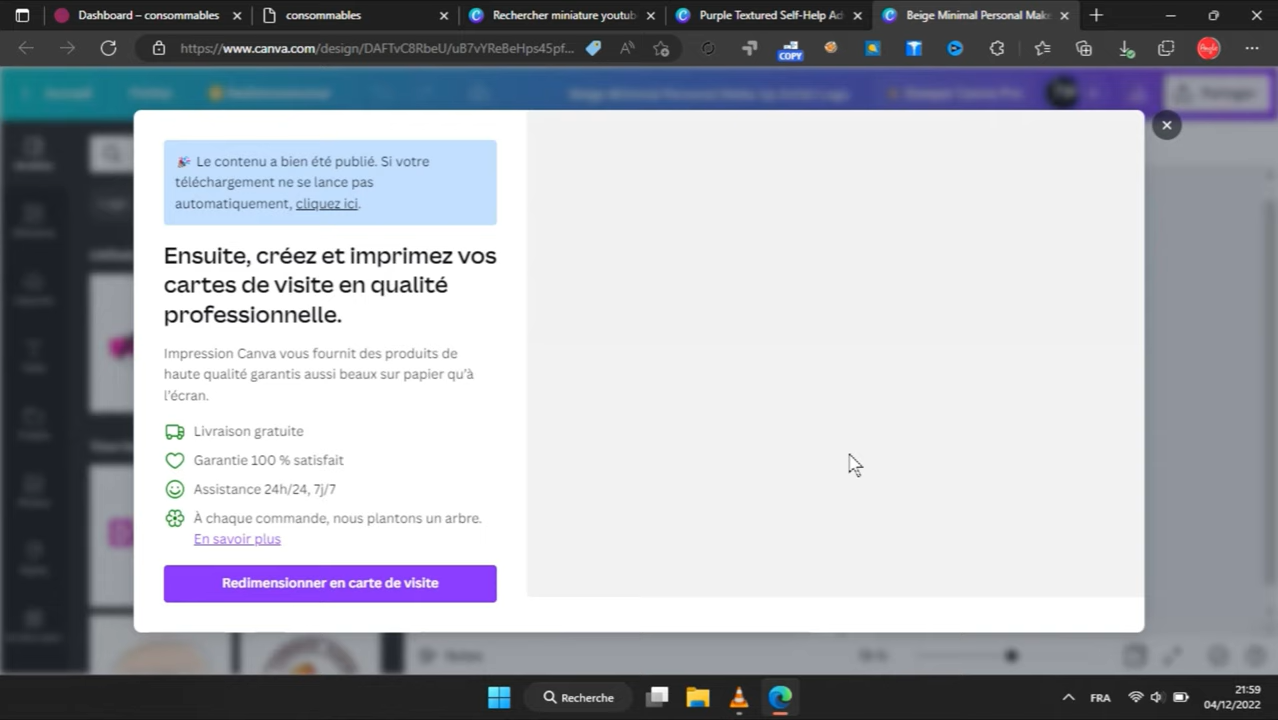 Dashboard – consommables
consommables
Rechercher miniature youtub
Purple Textured Self-Help Ad
Beige Minimal Personal Make
https://www.canva.com/design/DAFTvC8RbeU/uB7vYReBeHps45pf...
COPY
Le contenu a bien été publié. Si votre
téléchargement ne se lance pas
automatiquement, cliquez ici.
Ensuite, créez et imprimez vos
cartes de visite en qualité
professionnelle.
Impression Canva vous fournit des produits de
haute qualité garantis aussi beaux sur papier qu'à
l'écran.
Livraison gratuite
Garantie 100 % satisfait
Assistance 24h/24, 7j/7
À chaque commande, nous plantons un arbre.
En savoir plus
Redimensionner en carte de visite
Recherche
FRA
21:59
04/12/2022